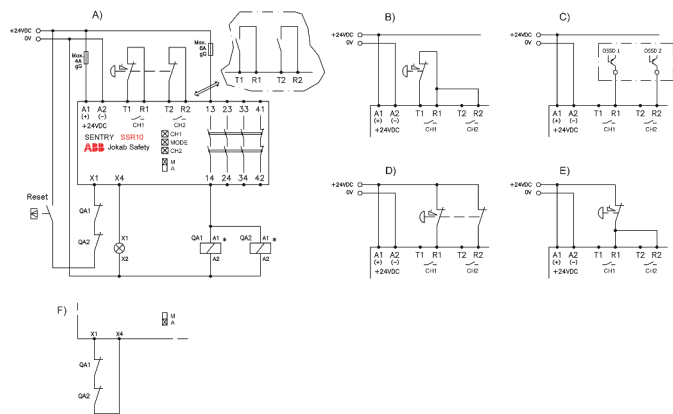 A)
B)
C)
+24VDC
0V
Max.
4A
gG
Max.
6A
gG
T1 R1 T2 R2
+24VDC
0V
+24VDC
0V
OSSD 1 OSSD 2
A1 A2 T1 R1 T2 R2 13 23 33 41
(+) (−) CH1 CH2
+24VDC
SENTRY SSR10
ABB Jokab Safety
CH1
MODE
CH2
M
A
X1 X4 14 24 34 42
A1 A2 T1 R1 T2 R2
(+) (−) CH1 CH2
+24VDC
A1 A2 T1 R1 T2 R2
(+) (−) CH1 CH2
+24VDC
D)
E)
+24VDC
0V
+24VDC
0V
A1 A2 T1 R1 T2 R2
(+) (−) CH1 CH2
+24VDC
A1 A2 T1 R1 T2 R2
(+) (−) CH1 CH2
+24VDC
Reset
QA1
QA2
X1
X2
QA1 A1 *
A2
QA2 A1 *
A2
F)
M
A
X1 X4
QA1
QA2